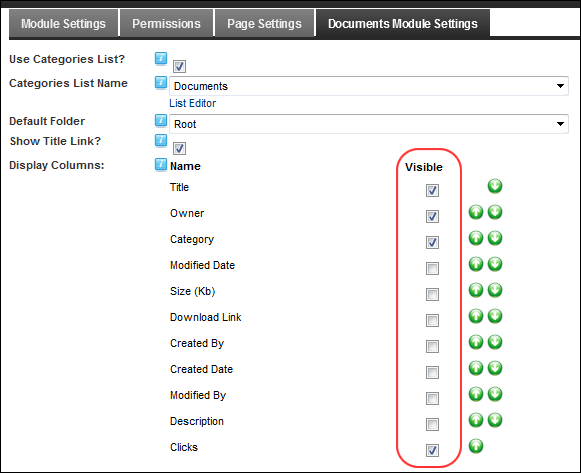 Module Settings Permissions Page Settings Documents Module Settings
Use Categories List?
Categories List Name Documents
List Editor
Default Folder Root
Show Title Link?
Display Columns: Name Visible
Title
Owner
Category
Modified Date
Size (Kb)
Download Link
Created By
Created Date
Modified By
Description
Clicks